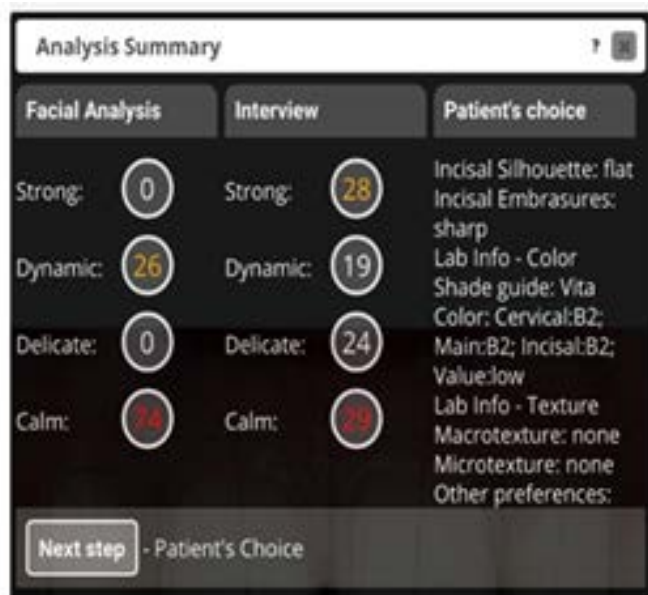 Analysis Summary ?
Facial Analysis
Strong: 0
Dynamic: 26
Delicate: 0
Calm: 74
Interview
Strong: 28
Dynamic: 19
Delicate: 24
Calm: 29
Patient's choice
Incisal Silhouette: flat
Incisal Embrasures:
sharp
Lab Info - Color
Shade guide: Vita
Color: Cervical:B2;
Main:B2; Incisal:B2;
Value:low
Lab Info - Texture
Macrotexture: none
Microtexture: none
Other preferences:
Next step - Patient's Choice